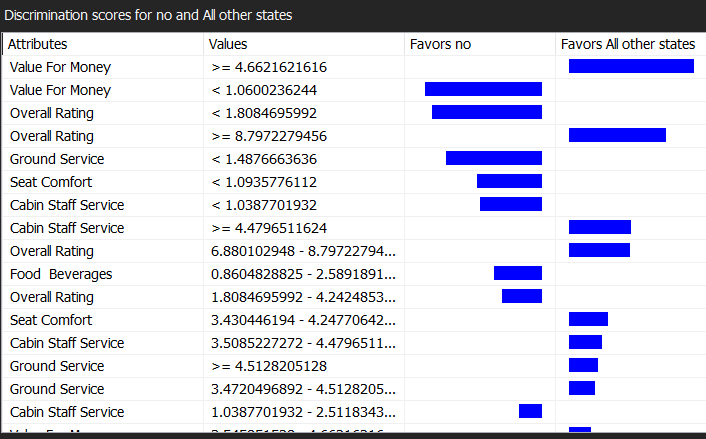 Discrimination scores for no and All other states
Attributes Values Favors no Favors All other states
Value For Money >= 4.6621621616
Value For Money < 1.0600236244
Overall Rating < 1.8084695992
Overall Rating >= 8.7972279456
Ground Service < 1.4876663636
Seat Comfort < 1.0935776112
Cabin Staff Service < 1.0387701932
Cabin Staff Service >= 4.4796511624
Overall Rating 6.880102948 - 8.79722794...
Food  Beverages 0.8604828825 - 2.5891891...
Overall Rating 1.8084695992 - 4.2424853...
Seat Comfort 3.430446194 - 4.24770642...
Cabin Staff Service 3.5085227272 - 4.4796511...
Ground Service >= 4.5128205128
Ground Service 3.4720496892 - 4.5128205...
Cabin Staff Service 1.0387701932 - 2.5118343...
Value For Money